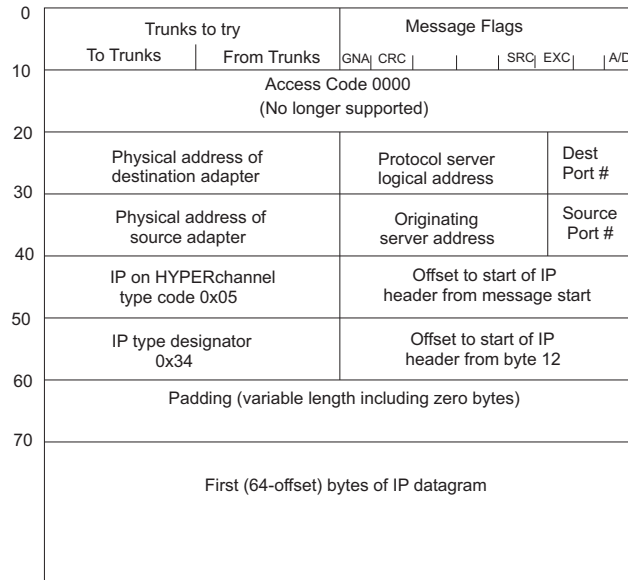 0
Trunks to try
Message Flags
To Trunks
From Trunks
GNA CRC SRC EXC A/D
10
Access Code 0000
(No longer supported)
20
Physical address of
destination adapter
Protocol server
logical address
Dest
Port #
30
Physical address of
source adapter
Originating
server address
Source
Port #
40
IP on HYPERchannel
type code 0x05
Offset to start of IP
header from message start
50
IP type designator
0x34
Offset to start of IP
header from byte 12
60
Padding (variable length including zero bytes)
70
First (64-offset) bytes of IP datagram